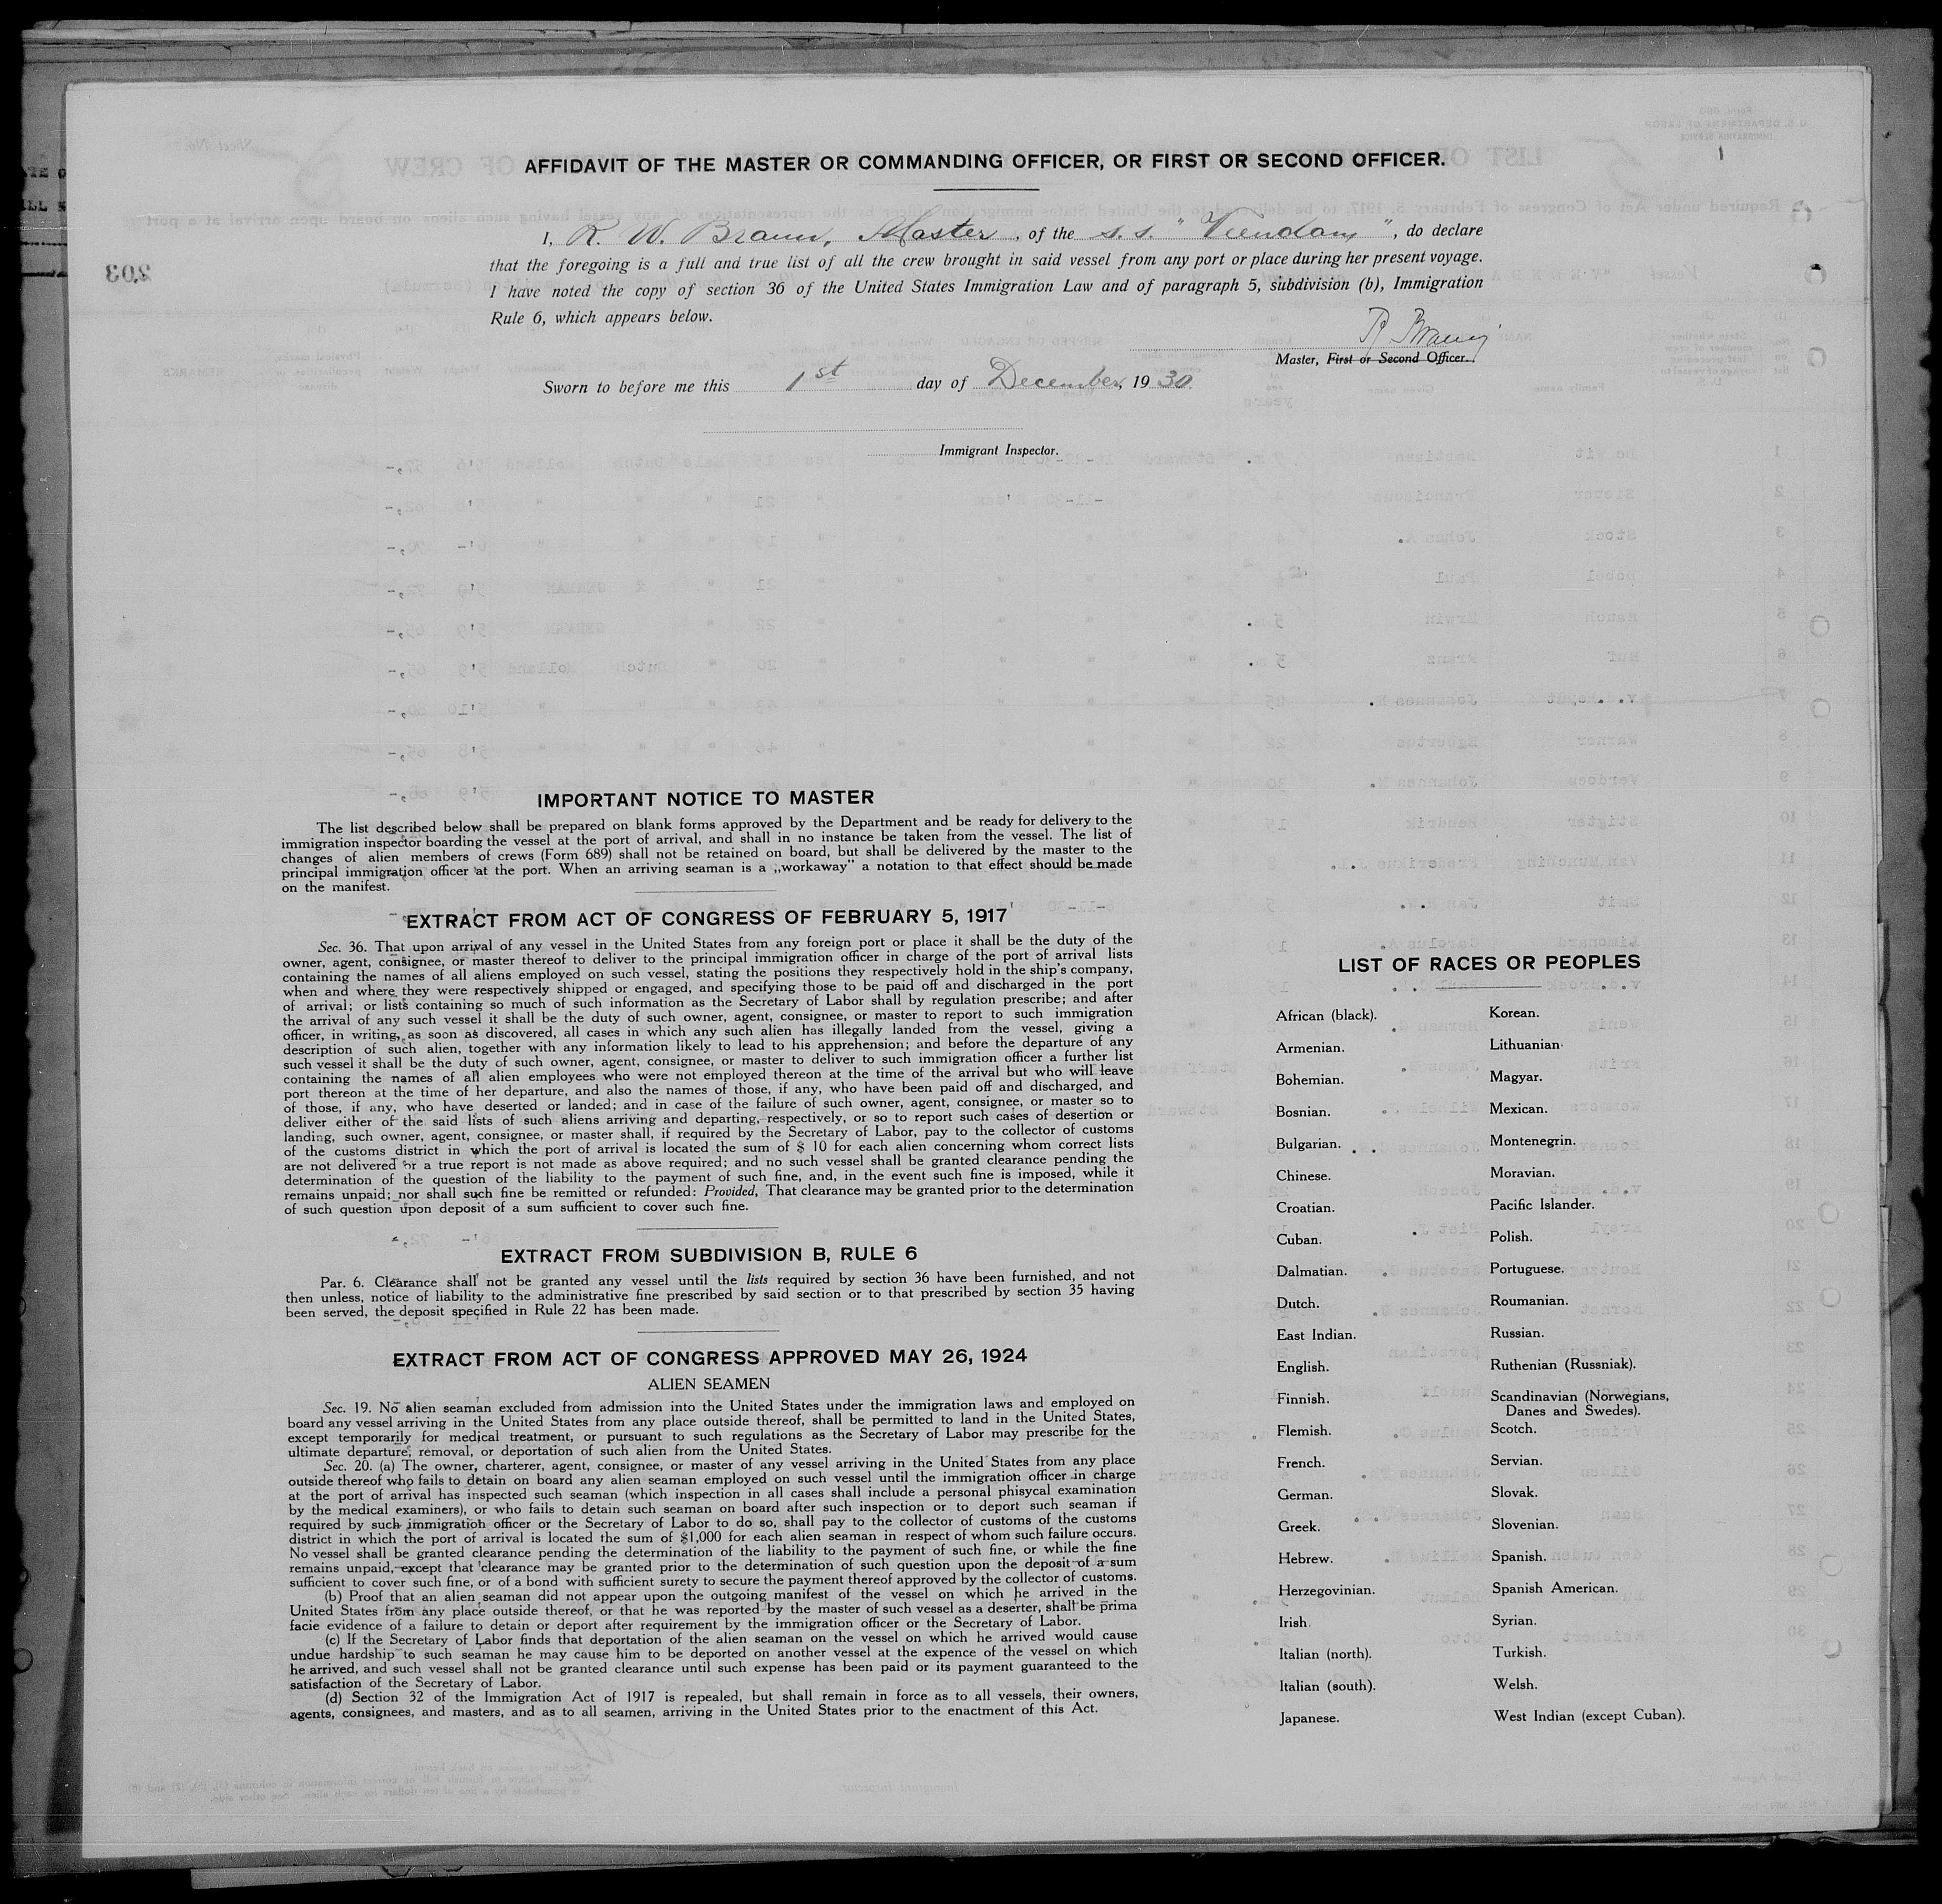 AFFIDAVIT OF THE MASTER OR COMMANDING OFFICER, OR FIRST OR SECOND OFFICER.
I, R. W. Braun, Master, of the s.s. "Veendam", do declare
that the foregoing is a full and true list of all the crew brought in said vessel from any port or place during her present voyage.
I have noted the copy of section 36 of the United States Immigration Law and of paragraph 5, subdivision (b), Immigration
Rule 6, which appears below.
R Braun
Master, First or Second Officer.
Sworn to before me this 1st day of December, 1930.
Immigrant Inspector.
IMPORTANT NOTICE TO MASTER
The list described below shall be prepared on blank forms approved by the Department and be ready for delivery to the
immigration inspector boarding the vessel at the port of arrival, and shall in no instance be taken from the vessel. The list of
changes of alien members of crews (Form 689) shall not be retained on board, but shall be delivered by the master to the
principal immigration officer at the port. When an arriving seaman is a ,,workaway" a notation to that effect should be made
on the manifest.
EXTRACT FROM ACT OF CONGRESS OF FEBRUARY 5, 1917
Sec. 36. That upon arrival of any vessel in the United States from any foreign port or place it shall be the duty of the
owner, agent, consignee, or master thereof to deliver to the principal immigration officer in charge of the port of arrival lists
containing the names of all aliens employed on such vessel, stating the positions they respectively hold in the ship's company,
when and where they were respectively shipped or engaged, and specifying those to be paid off and discharged in the port
of arrival; or lists containing so much of such information as the Secretary of Labor shall by regulation prescribe; and after
the arrival of any such vessel it shall be the duty of such owner, agent, consignee, or master to report to such immigration
officer, in writing, as soon as discovered, all cases in which any such alien has illegally landed from the vessel, giving a
description of such alien, together with any information likely to lead to his apprehension; and before the departure of any
such vessel it shall be the duty of such owner, agent, consignee, or master to deliver to such immigration officer a further list
containing the names of all alien employees who were not employed thereon at the time of the arrival but who will leave
port thereon at the time of her departure, and also the names of those, if any, who have been paid off and discharged, and
of those, if any, who have deserted or landed; and in case of the failure of such owner, agent, consignee, or master so to
deliver either of the said lists of such aliens arriving and departing, respectively, or so to report such cases of desertion or
landing, such owner, agent, consignee, or master shall, if required by the Secretary of Labor, pay to the collector of customs
of the customs district in which the port of arrival is located the sum of $ 10 for each alien concerning whom correct lists
are not delivered or a true report is not made as above required; and no such vessel shall be granted clearance pending the
determination of the question of the liability to the payment of such fine, and, in the event such fine is imposed, while it
remains unpaid; nor shall such fine be remitted or refunded: Provided, That clearance may be granted prior to the determination
of such question upon deposit of a sum sufficient to cover such fine.
EXTRACT FROM SUBDIVISION B, RULE 6
Par. 6. Clearance shall not be granted any vessel until the lists required by section 36 have been furnished, and not
then unless, notice of liability to the administrative fine prescribed by said section or to that prescribed by section 35 having
been served, the deposit specified in Rule 22 has been made.
EXTRACT FROM ACT OF CONGRESS APPROVED MAY 26, 1924
ALIEN SEAMEN
Sec. 19. No alien seaman excluded from admission into the United States under the immigration laws and employed on
board any vessel arriving in the United States from any place outside thereof, shall be permitted to land in the United States,
except temporarily for medical treatment, or pursuant to such regulations as the Secretary of Labor may prescribe for the
ultimate departure, removal, or deportation of such alien from the United States.
Sec. 20. (a) The owner, charterer, agent, consignee, or master of any vessel arriving in the United States from any place
outside thereof who fails to detain on board any alien seaman employed on such vessel until the immigration officer in charge
at the port of arrival has inspected such seaman (which inspection in all cases shall include a personal phisycal examination
by the medical examiners), or who fails to detain such seaman on board after such inspection or to deport such seaman if
required by such immigration officer or the Secretary of Labor to do so, shall pay to the collector of customs of the customs
district in which the port of arrival is located the sum of $1,000 for each alien seaman in respect of whom such failure occurs.
No vessel shall be granted clearance pending the determination of the liability to the payment of such fine, or while the fine
remains unpaid, except that clearance may be granted prior to the determination of such question upon the deposit of a sum
sufficient to cover such fine, or of a bond with sufficient surety to secure the payment thereof approved by the collector of customs.
(b) Proof that an alien seaman did not appear upon the outgoing manifest of the vessel on which he arrived in the
United States from any place outside thereof, or that he was reported by the master of such vessel as a deserter, shall be prima
facie evidence of a failure to detain or deport after requirement by the immigration officer or the Secretary of Labor.
(c) If the Secretary of Labor finds that deportation of the alien seaman on the vessel on which he arrived would cause
undue hardship to such seaman he may cause him to be deported on another vessel at the expence of the vessel on which
he arrived, and such vessel shall not be granted clearance until such expense has been paid or its payment guaranteed to the
satisfaction of the Secretary of Labor.
(d) Section 32 of the Immigration Act of 1917 is repealed, but shall remain in force as to all vessels, their owners,
agents, consignees, and masters, and as to all seamen, arriving in the United States prior to the enactment of this Act.
LIST OF RACES OR PEOPLES
African (black).
Armenian.
Bohemian.
Bosnian.
Bulgarian.
Chinese.
Croatian.
Cuban.
Dalmatian.
Dutch.
East Indian.
English.
Finnish.
Flemish.
French.
German.
Greek.
Hebrew.
Herzegovinian.
Irish.
Italian (north).
Italian (south).
Japanese.
Korean.
Lithuanian.
Magyar.
Mexican.
Montenegrin.
Moravian.
Pacific Islander.
Polish.
Portuguese.
Roumanian.
Russian.
Ruthenian (Russniak).
Scandinavian (Norwegians,
Danes and Swedes).
Scotch.
Servian.
Slovak.
Slovenian.
Spanish.
Spanish American.
Syrian.
Turkish.
Welsh.
West Indian (except Cuban).